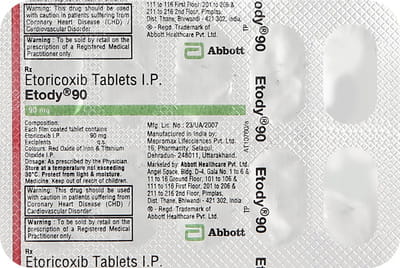 Warning: This drug should be used
with caution in patients suffering from
Coronary Heart Disease (CHD) /
Cardiovascular Disorder.
Warning : To be sold by retail on the
prescription of a Registered Medical
Practitioner only.
111 to 116 First Floor, 201 to 206 &
211 to 216 2nd Floor, Pimplas,
Dist. Thane, Bhiwandi - 421 302, India.
® - Regd. Trademark of
Abbott Healthcare Pvt. Ltd.
Abbott
Rx
Etoricoxib Tablets I.P.
Etody®90
90 mg
Composition:
Each film coated tablet contains
Etoricoxib I.P. 90 mg
Excipients q.s.
Colours: Red Oxide of Iron & Titanium
Dioxide I.P.
Dosage: As prescribed by the Physician.
Store at a temperature not exceeding
30°C. Protect from light & moisture.
Medicine: Keep out of reach of children.
Warning: This drug should be used
with caution in patients suffering from
Coronary Heart Disease (CHD) /
Cardiovascular Disorder.
Warning : To be sold by retail on the
prescription of a Registered Medical
Practitioner only.
Mfg. Lic. No.: 23/UA/2007
Manufactured in India by:
Mepromax Lifesciences Pvt. Ltd.
16, Pharmacity, Selaqui,
Dehradun- 248011, Uttarakhand.
Marketed by: Abbott Healthcare Pvt. Ltd.
Angel Space, Bldg. D-4, Gala No. 1 to 6 &
11 to 16 Ground Floor, 101 to 106 &
111 to 116 First Floor, 201 to 206 &
211 to 216 2nd Floor, Pimplas,
Dist. Thane, Bhiwandi - 421 302, India.
® - Regd. Trademark of
Abbott Healthcare Pvt. Ltd.
Abbott
Rx
Etoricoxib Tablets I.P.
Etody®90
Etody®90
Etody®90
IP
IP